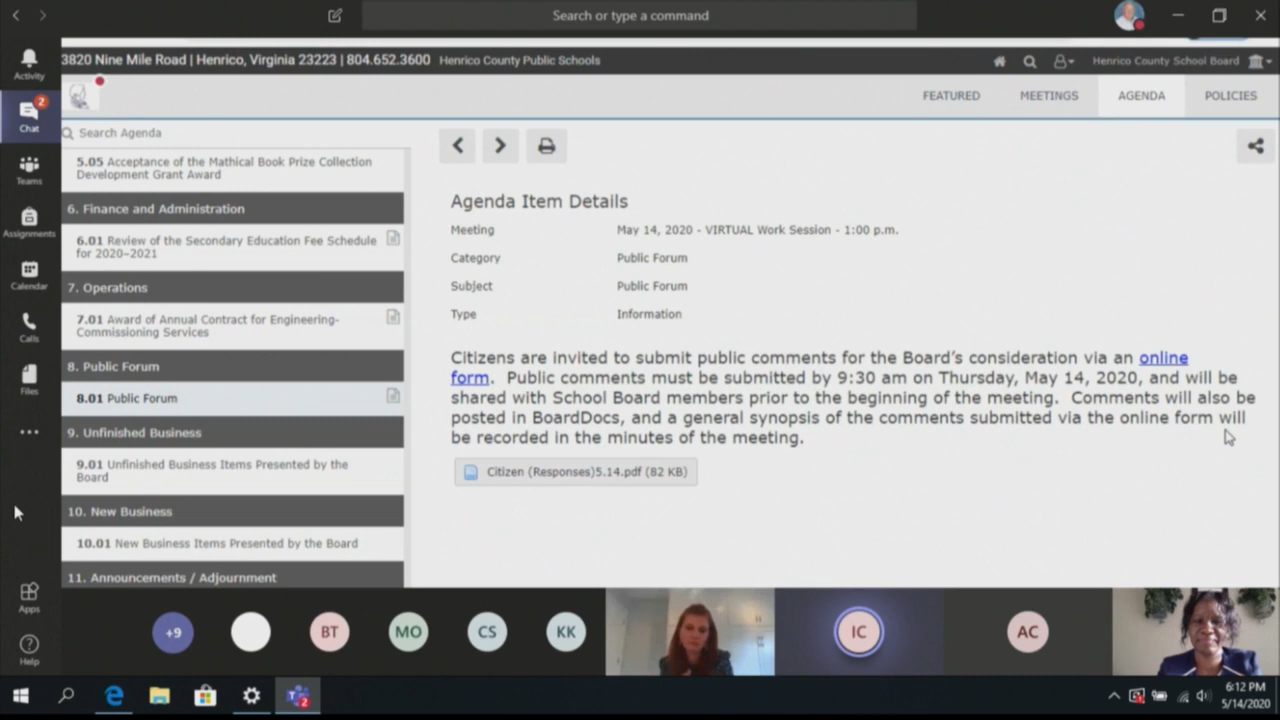 Search or type a command
3820 Nine Mile Road | Henrico, Virginia 23223 | 804.652.3600 Henrico County Public Schools
Henrico County School Board
FEATURED
MEETINGS
AGENDA
POLICIES
Activity
2
Chat
Teams
Assignments
Calendar
Calls
Files
Apps
Help
Search Agenda
5.05 Acceptance of the Mathical Book Prize Collection
Development Grant Award
6. Finance and Administration
6.01 Review of the Secondary Education Fee Schedule
for 2020–2021
7. Operations
7.01 Award of Annual Contract for Engineering-
Commissioning Services
8. Public Forum
8.01 Public Forum
9. Unfinished Business
9.01 Unfinished Business Items Presented by the
Board
10. New Business
10.01 New Business Items Presented by the Board
11. Announcements / Adjournment
Agenda Item Details
Meeting May 14, 2020 - VIRTUAL Work Session - 1:00 p.m.
Category Public Forum
Subject Public Forum
Type Information
Citizens are invited to submit public comments for the Board's consideration via an online
form. Public comments must be submitted by 9:30 am on Thursday, May 14, 2020, and will be
shared with School Board members prior to the beginning of the meeting. Comments will also be
posted in BoardDocs, and a general synopsis of the comments submitted via the online form will
be recorded in the minutes of the meeting.
Citizen (Responses)5.14.pdf (82 KB)
+9
BT
MO
CS
KK
IC
AC
2
6:12 PM
5/14/2020